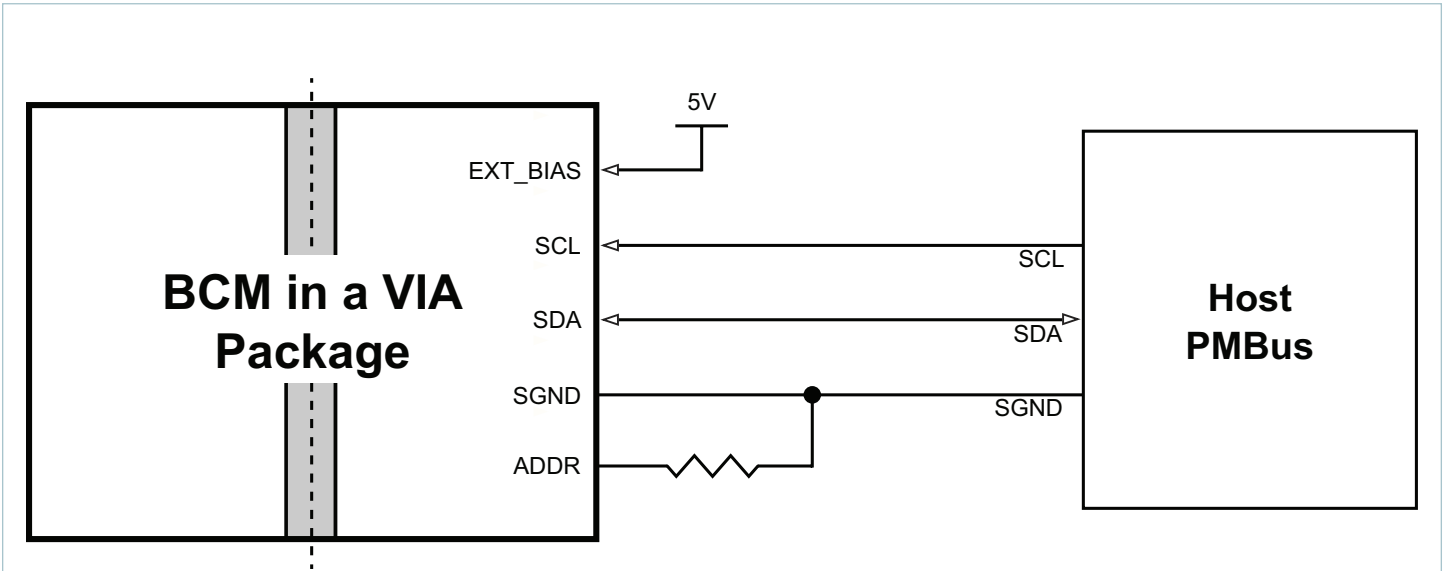 5V
EXT_BIAS
SCL
SCL
BCM in a VIA
Package
SDA
SDA
Host
PMBus
SGND
SGND
ADDR